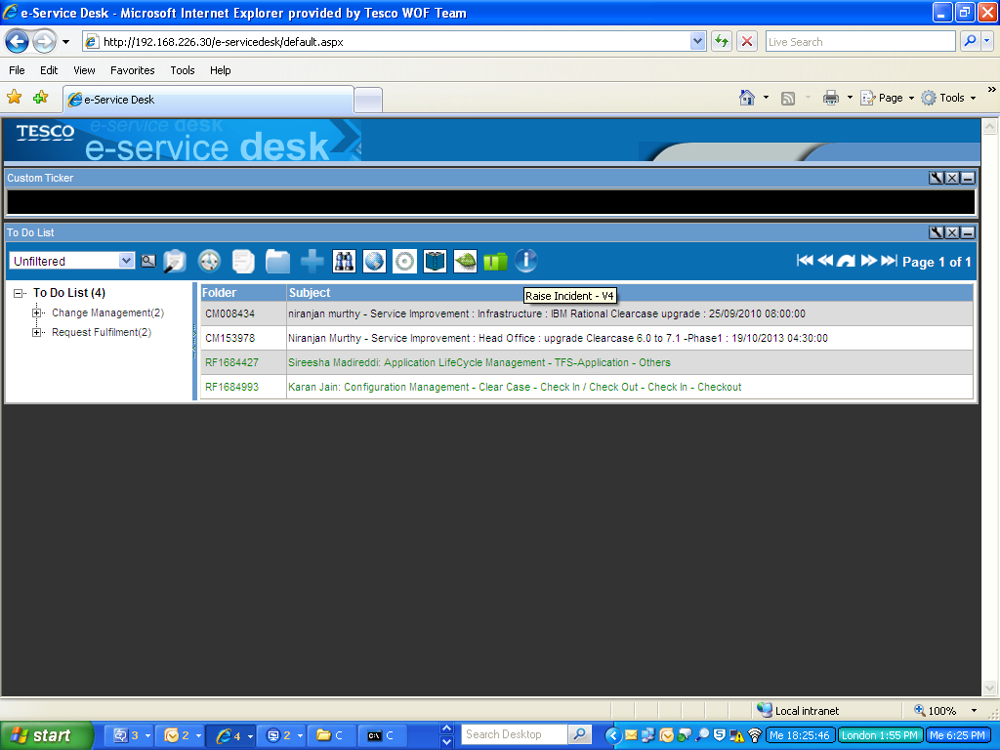 e-Service Desk - Microsoft Internet Explorer provided by Tesco WOF Team
http://192.168.226.30/e-servicedesk/default.aspx
Live Search
File Edit View Favorites Tools Help
e-Service Desk
Page Tools
TESCO e-service desk
e-service desk
Custom Ticker
To Do List
Unfiltered
Page 1 of 1
To Do List (4)
Change Management(2)
Request Fulfilment(2)
Folder Subject
Raise Incident - V4
CM008434 niranjan murthy - Service Improvement : Infrastructure : IBM Rational Clearcase upgrade : 25/09/2010 08:00:00
CM153978 Niranjan Murthy - Service Improvement : Head Office : upgrade Clearcase 6.0 to 7.1 -Phase1 : 19/10/2013 04:30:00
RF1684427 Sireesha Madireddi: Application LifeCycle Management - TFS-Application - Others
RF1684993 Karan Jain: Configuration Management - Clear Case - Check In / Check Out - Check In - Checkout
Local intranet 100%
start 3 2 4 2 C C Search Desktop Me 18:25:46 London 1:55 PM Me 6:25 PM